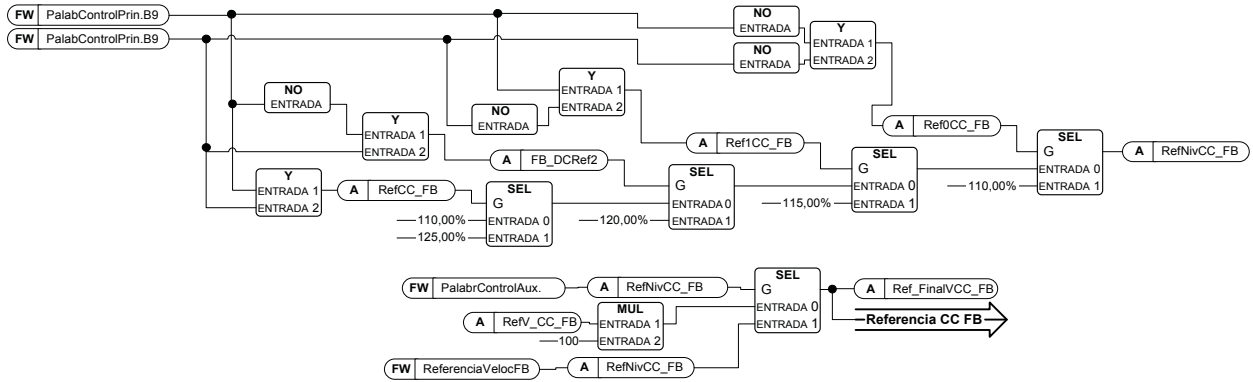 FW PalabControlPrin.B9
FW PalabControlPrin.B9
NO
ENTRADA
NO
ENTRADA
Y
ENTRADA 1
ENTRADA 2
NO
ENTRADA
Y
ENTRADA 1
ENTRADA 2
NO
ENTRADA
Y
ENTRADA 1
ENTRADA 2
A Ref0CC_FB
SEL
G
ENTRADA 0
ENTRADA 1
110,00%
A RefNivCC_FB
A Ref1CC_FB
SEL
G
ENTRADA 0
ENTRADA 1
115,00%
A FB_DCRef2
SEL
G
ENTRADA 0
ENTRADA 1
120,00%
Y
ENTRADA 1
ENTRADA 2
A RefCC_FB
SEL
G
ENTRADA 0
ENTRADA 1
110,00%
125,00%
FW PalabrControlAux.
A RefNivCC_FB
SEL
G
ENTRADA 0
ENTRADA 1
A Ref_FinalVCC_FB
Referencia CC FB
A RefV_CC_FB
100
MUL
ENTRADA 1
ENTRADA 2
FW ReferenciaVelocFB
A RefNivCC_FB